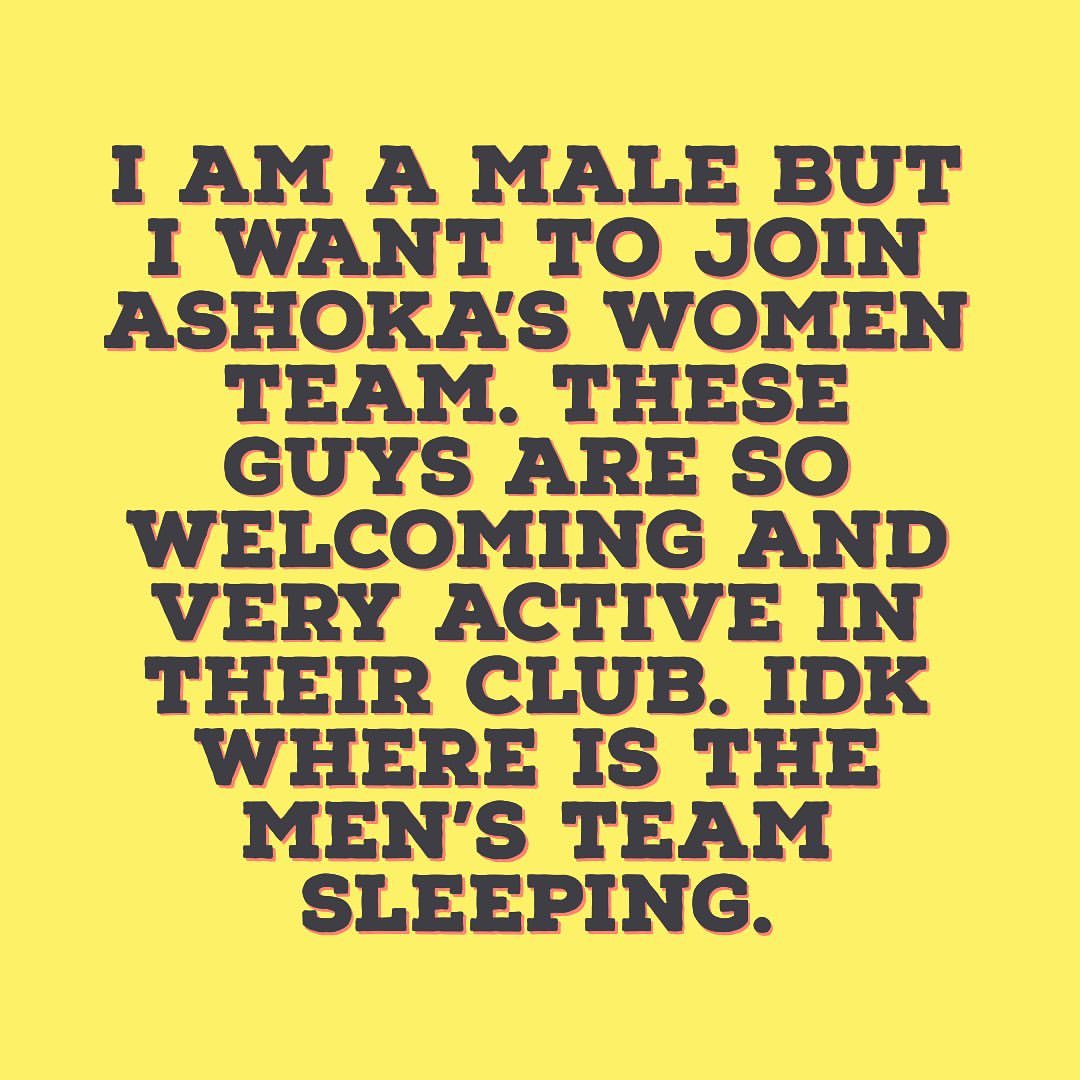 I AM A MALE BUT
I WANT TO JOIN
ASHOKA'S WOMEN
TEAM. THESE
GUYS ARE SO
WELCOMING AND
VERY ACTIVE IN
THEIR CLUB. IDK
WHERE IS THE
MEN'S TEAM
SLEEPING.